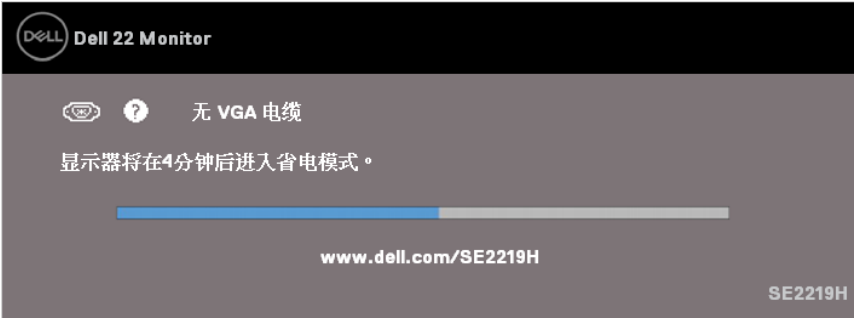 DELL Dell 22 Monitor
? 无 VGA 电缆
显示器将在4分钟后进入省电模式。
www.dell.com/SE2219H
SE2219H